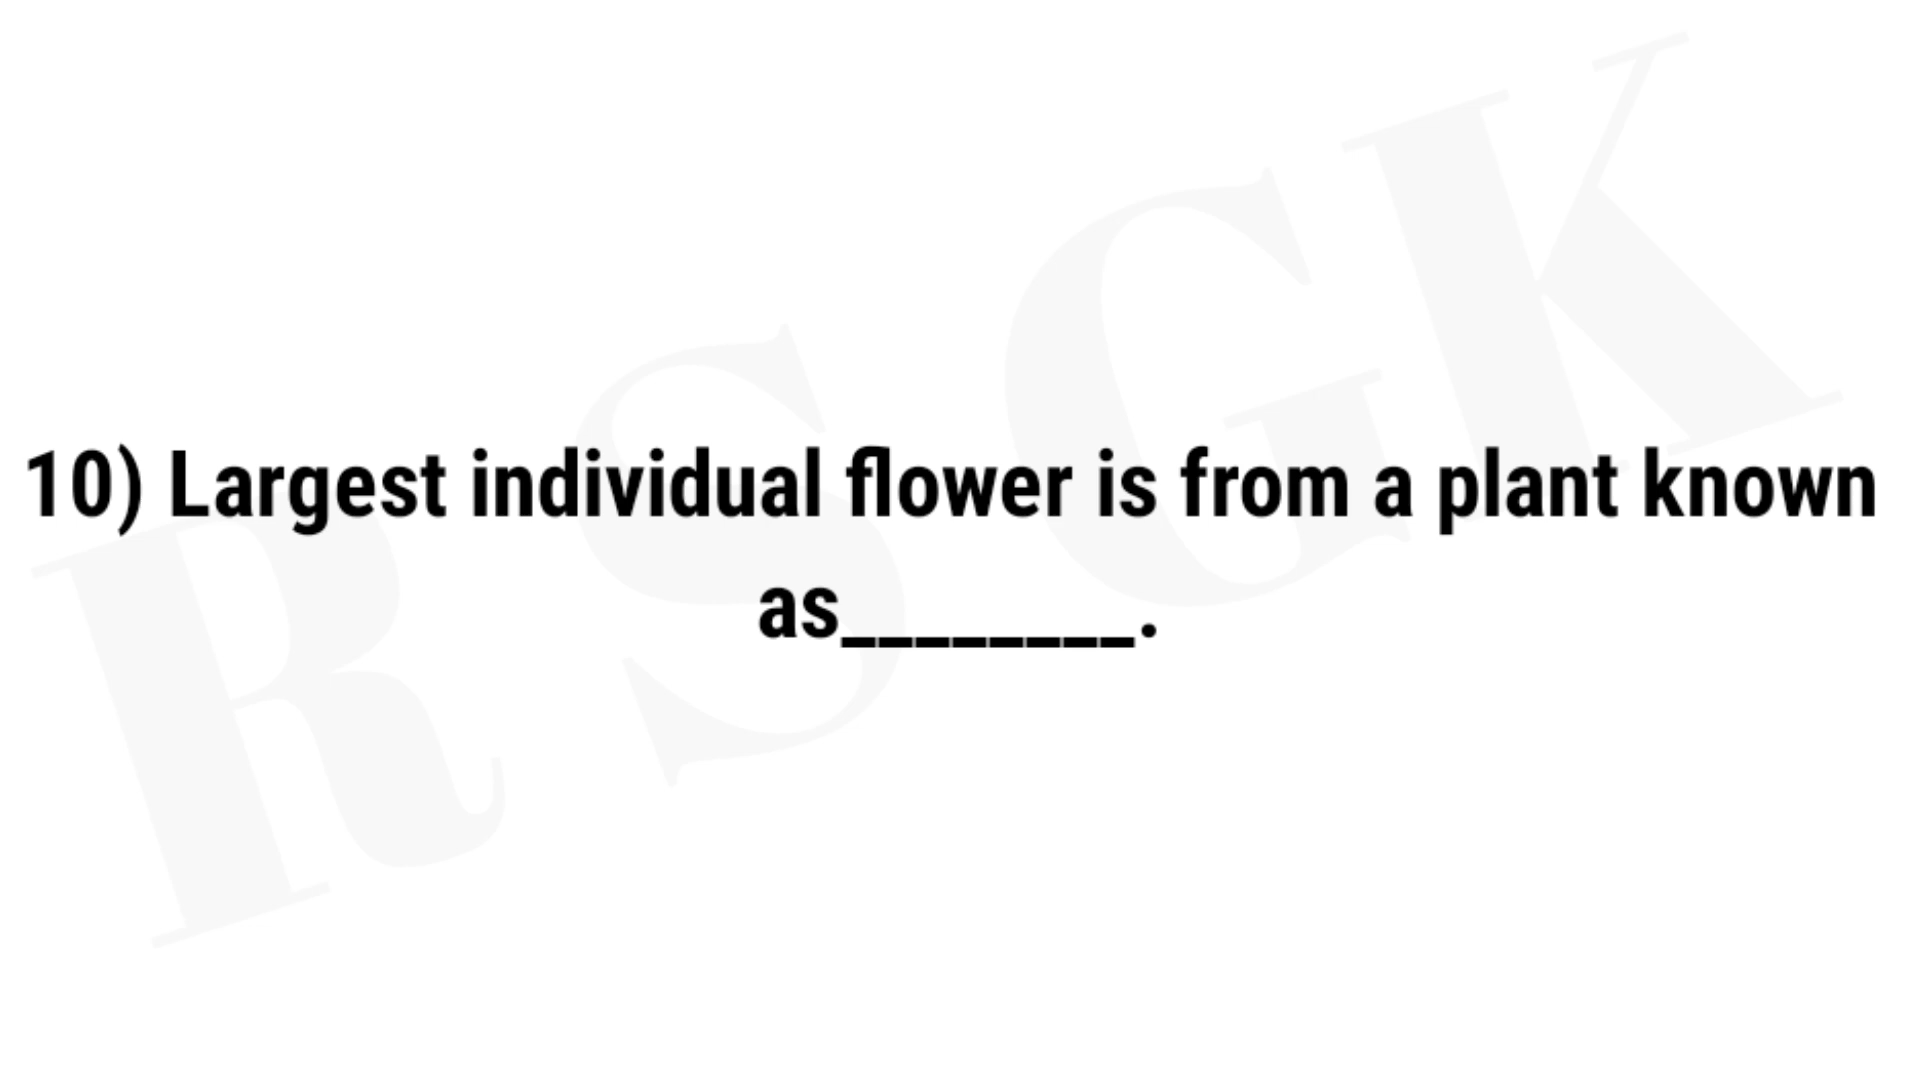 10) Largest individual flower is from a plant known
as________.
R S G K